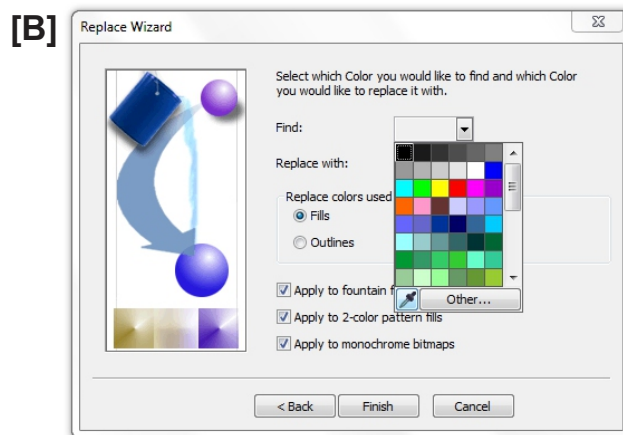 [B]
Replace Wizard
Select which Color you would like to find and which Color
you would like to replace it with.
Find:
Replace with:
Replace colors used
Fills
Outlines
Apply to fountain f
Other...
Apply to 2-color pattern fills
Apply to monochrome bitmaps
< Back
Finish
Cancel